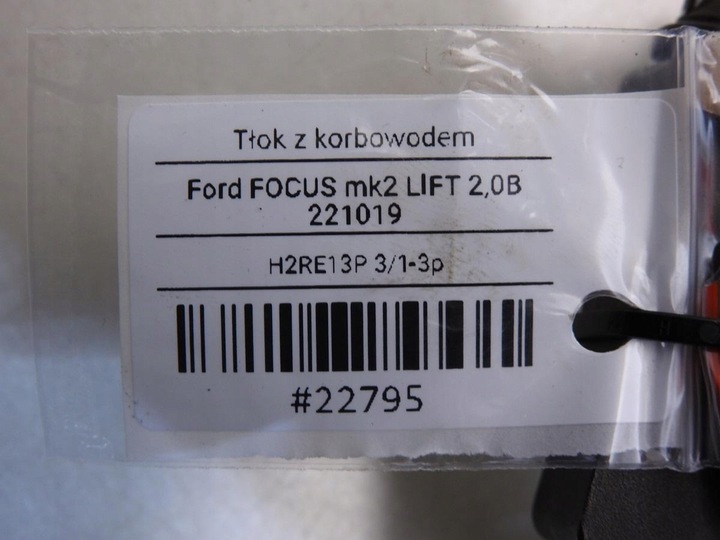 Tłok z korbowodem
Ford FOCUS mk2 LIFT 2,0B
221019
H2RE13P 3/1-3p
#22795